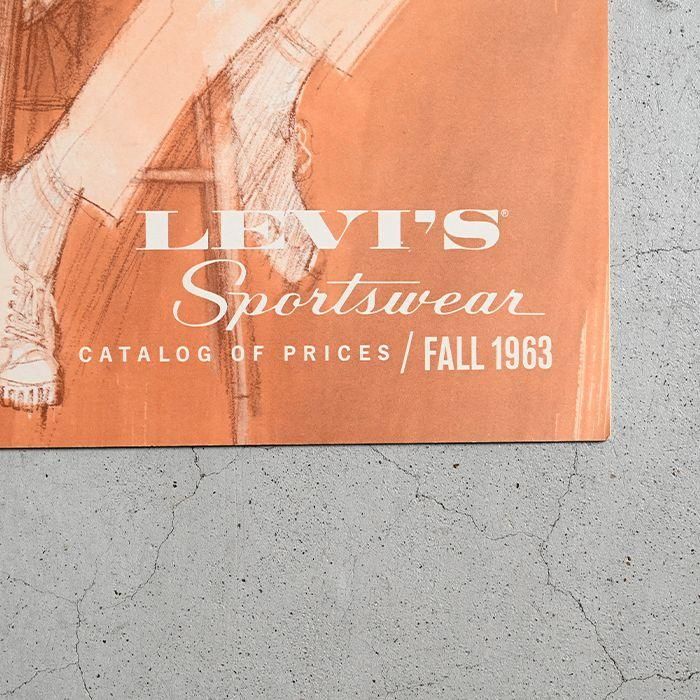 LEVI'S®
Sportswear
CATALOG OF PRICES / FALL 1963